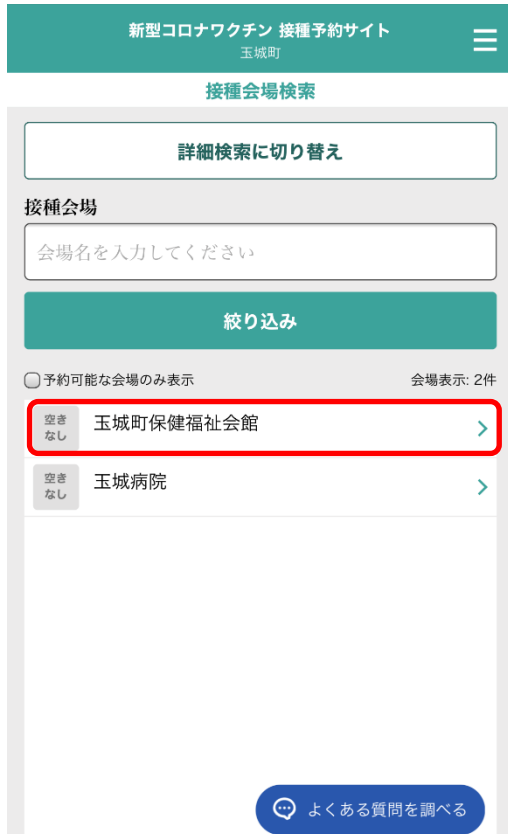 新型コロナワクチン 接種予約サイト
玉城町
接種会場検索
詳細検索に切り替え
接種会場
会場名を入力してください
絞り込み
予約可能な会場のみ表示
会場表示: 2件
空き
なし
玉城町保健福祉会館
空き
なし
玉城病院
よくある質問を調べる